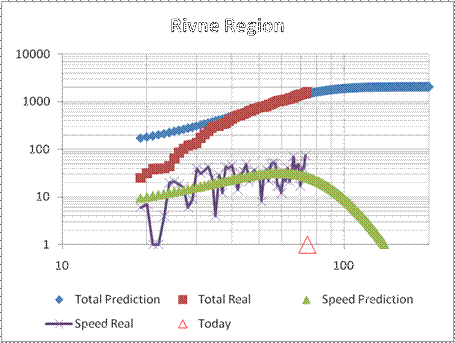 Rivne Region
10000
1000
100
10
1
10 100
Total Prediction Total Real Speed Prediction
Speed Real Today